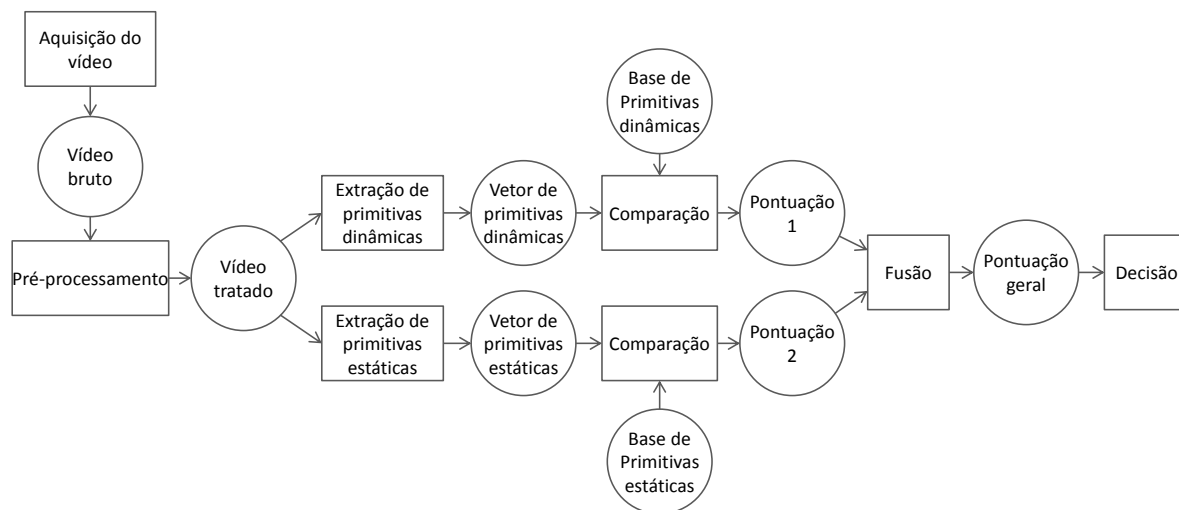 Aquisição do
vídeo
Vídeo
bruto
Pré-processamento
Vídeo
tratado
Extração de
primitivas
dinâmicas
Vetor de
primitivas
dinâmicas
Base de
Primitivas
dinâmicas
Comparação
Pontuação
1
Extração de
primitivas
estáticas
Vetor de
primitivas
estáticas
Comparação
Base de
Primitivas
estáticas
Pontuação
2
Fusão
Pontuação
geral
Decisão